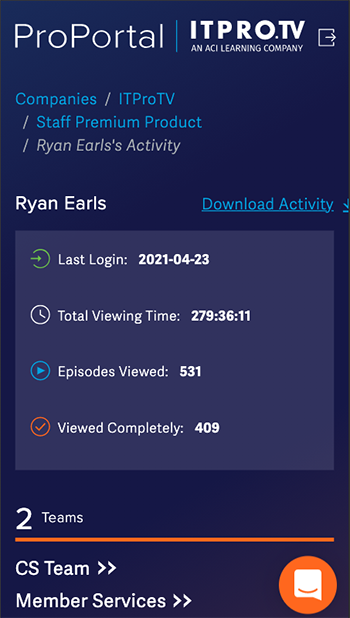 ProPortal
ITPRO.TV
AN ACI LEARNING COMPANY
Companies / ITProTV
/ Staff Premium Product
/ Ryan Earls's Activity
Ryan Earls
Download Activity
Last Login: 2021-04-23
Total Viewing Time: 279:36:11
Episodes Viewed: 531
Viewed Completely: 409
2 Teams
CS Team >>
Member Services >>